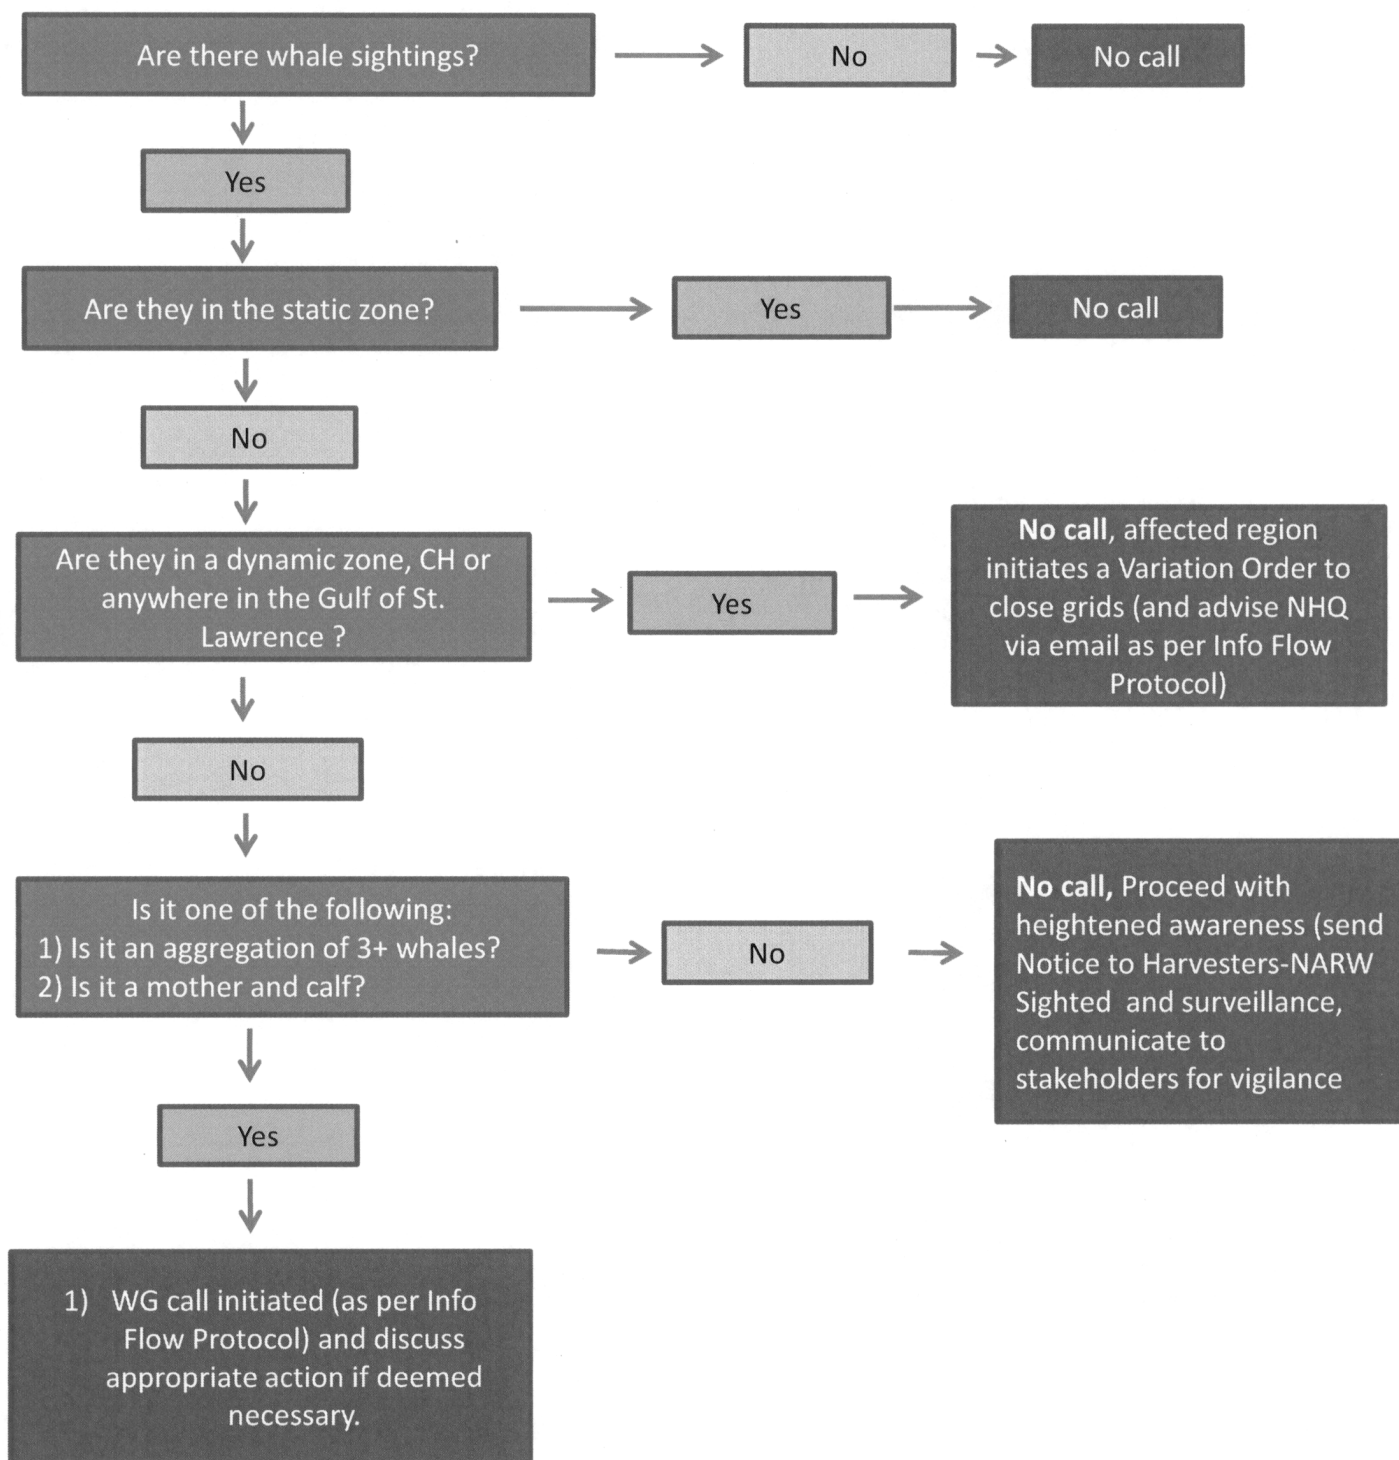 Are there whale sightings?
No
No call
Yes
Are they in the static zone?
Yes
No call
No
Are they in a dynamic zone, CH or
anywhere in the Gulf of St.
Lawrence ?
Yes
No call, affected region
initiates a Variation Order to
close grids (and advise NHQ
via email as per Info Flow
Protocol)
No
Is it one of the following:
1) Is it an aggregation of 3+ whales?
2) Is it a mother and calf?
No
No call, Proceed with
heightened awareness (send
Notice to Harvesters-NARW
Sighted and surveillance,
communicate to
stakeholders for vigilance
Yes
1) WG call initiated (as per Info
Flow Protocol) and discuss
appropriate action if deemed
necessary.